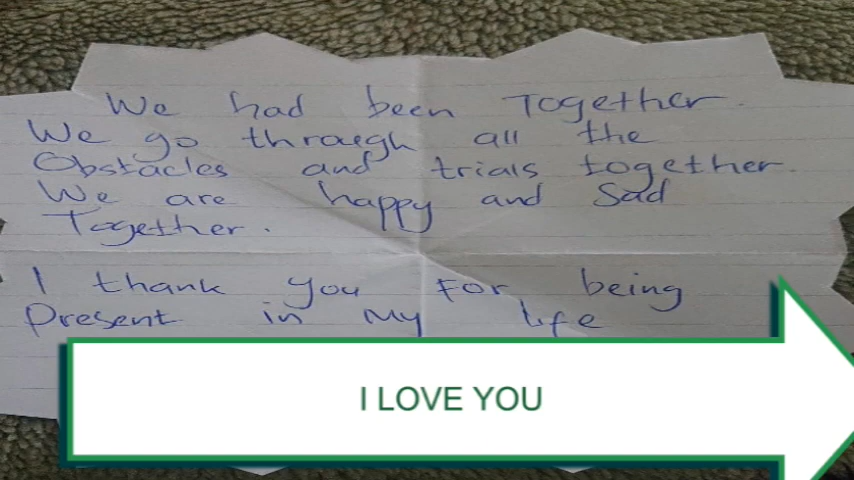 We had been Together.
We go through all the
Obstacles and trials together.
We are happy and Sad
Together.
I thank you For being
Present in My life
I LOVE YOU